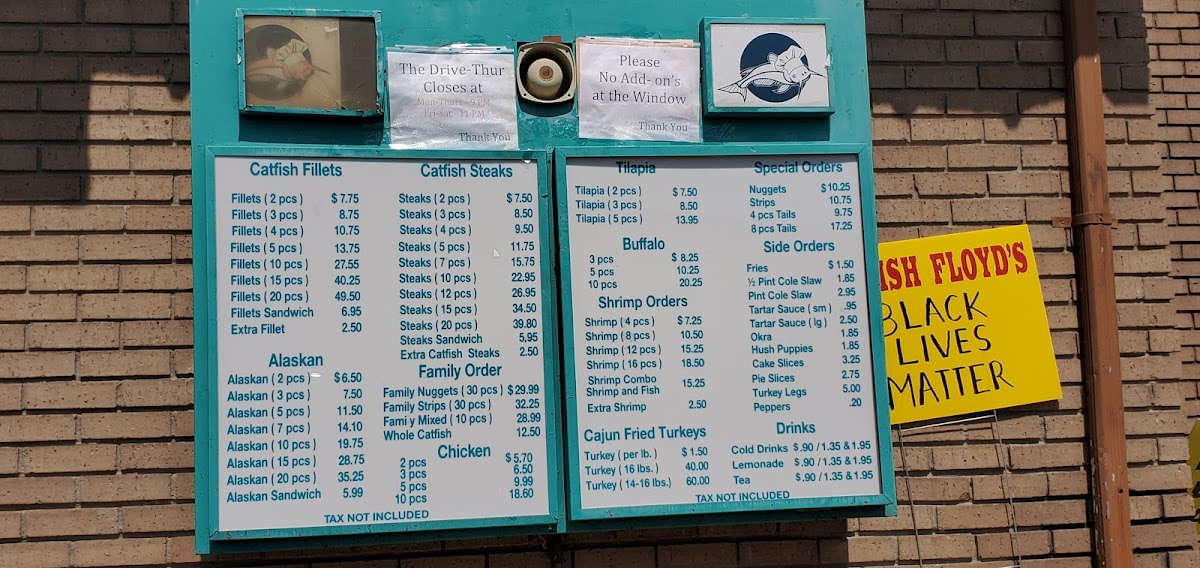 The Drive-Thur
Closes at
Mon-Thurs - 9 PM
Fri-Sat - 11 PM
Thank You
Please
No Add- on's
at the Window
Thank You
Catfish Fillets
Fillets ( 2 pcs ) $ 7.75
Fillets ( 3 pcs ) 8.75
Fillets ( 4 pcs ) 10.75
Fillets ( 5 pcs ) 13.75
Fillets ( 10 pcs ) 27.55
Fillets ( 15 pcs ) 40.25
Fillets ( 20 pcs ) 49.50
Fillets Sandwich 6.95
Extra Fillet 2.50
Alaskan
Alaskan ( 2 pcs ) $ 6.50
Alaskan ( 3 pcs ) 7.50
Alaskan ( 5 pcs ) 11.50
Alaskan ( 7 pcs ) 14.10
Alaskan ( 10 pcs ) 19.75
Alaskan ( 15 pcs ) 28.75
Alaskan ( 20 pcs ) 35.25
Alaskan Sandwich 5.99
Catfish Steaks
Steaks ( 2 pcs ) $ 7.50
Steaks ( 3 pcs ) 8.50
Steaks ( 4 pcs ) 9.50
Steaks ( 5 pcs ) 11.75
Steaks ( 7 pcs ) 15.75
Steaks ( 10 pcs ) 22.95
Steaks ( 12 pcs ) 26.95
Steaks ( 15 pcs ) 34.50
Steaks ( 20 pcs ) 39.80
Steaks Sandwich 5,95
Extra Catfish Steaks 2.50
Family Order
Family Nuggets ( 30 pcs ) $ 29.99
Family Strips ( 30 pcs ) 32.25
Fami y Mixed ( 10 pcs ) 28.99
Whole Catfish 12.50
Chicken
2 pcs $ 5.70
3 pcs 6.50
5 pcs 9.99
10 pcs 18.60
TAX NOT INCLUDED
Tilapia
Tilapia ( 2 pcs ) $ 7.50
Tilapia ( 3 pcs ) 8.50
Tilapia ( 5 pcs ) 13.95
Buffalo
3 pcs $ 8.25
5 pcs 10.25
10 pcs 20.25
Shrimp Orders
Shrimp ( 4 pcs ) $ 7.25
Shrimp ( 8 pcs ) 10.50
Shrimp ( 12 pcs ) 15.25
Shrimp ( 16 pcs ) 18.50
Shrimp Combo
Shrimp and Fish 15.25
Extra Shrimp 2.50
Cajun Fried Turkeys
Turkey ( per lb. ) $ 1.50
Turkey ( 16 lbs. ) 40.00
Turkey ( 14-16 lbs.) 60.00
Special Orders
Nuggets $ 10.25
Strips 10.75
4 pcs Tails 9.75
8 pcs Tails 17.25
Side Orders
Fries $ 1.50
½ Pint Cole Slaw 1.85
Pint Cole Slaw 2.95
Tartar Sauce ( sm ) .95
Tartar Sauce ( lg ) 2.50
Okra 1.85
Hush Puppies 1.85
Cake Slices 3.25
Pie Slices 2.75
Turkey Legs 5.00
Peppers .20
Drinks
Cold Drinks $ .90 / 1.35 & 1.95
Lemonade $ .90 / 1.35 & 1.95
Tea $ .90 / 1.35 & 1.95
TAX NOT INCLUDED
ISH FLOYD'S
BLACK
LIVES
MATTER